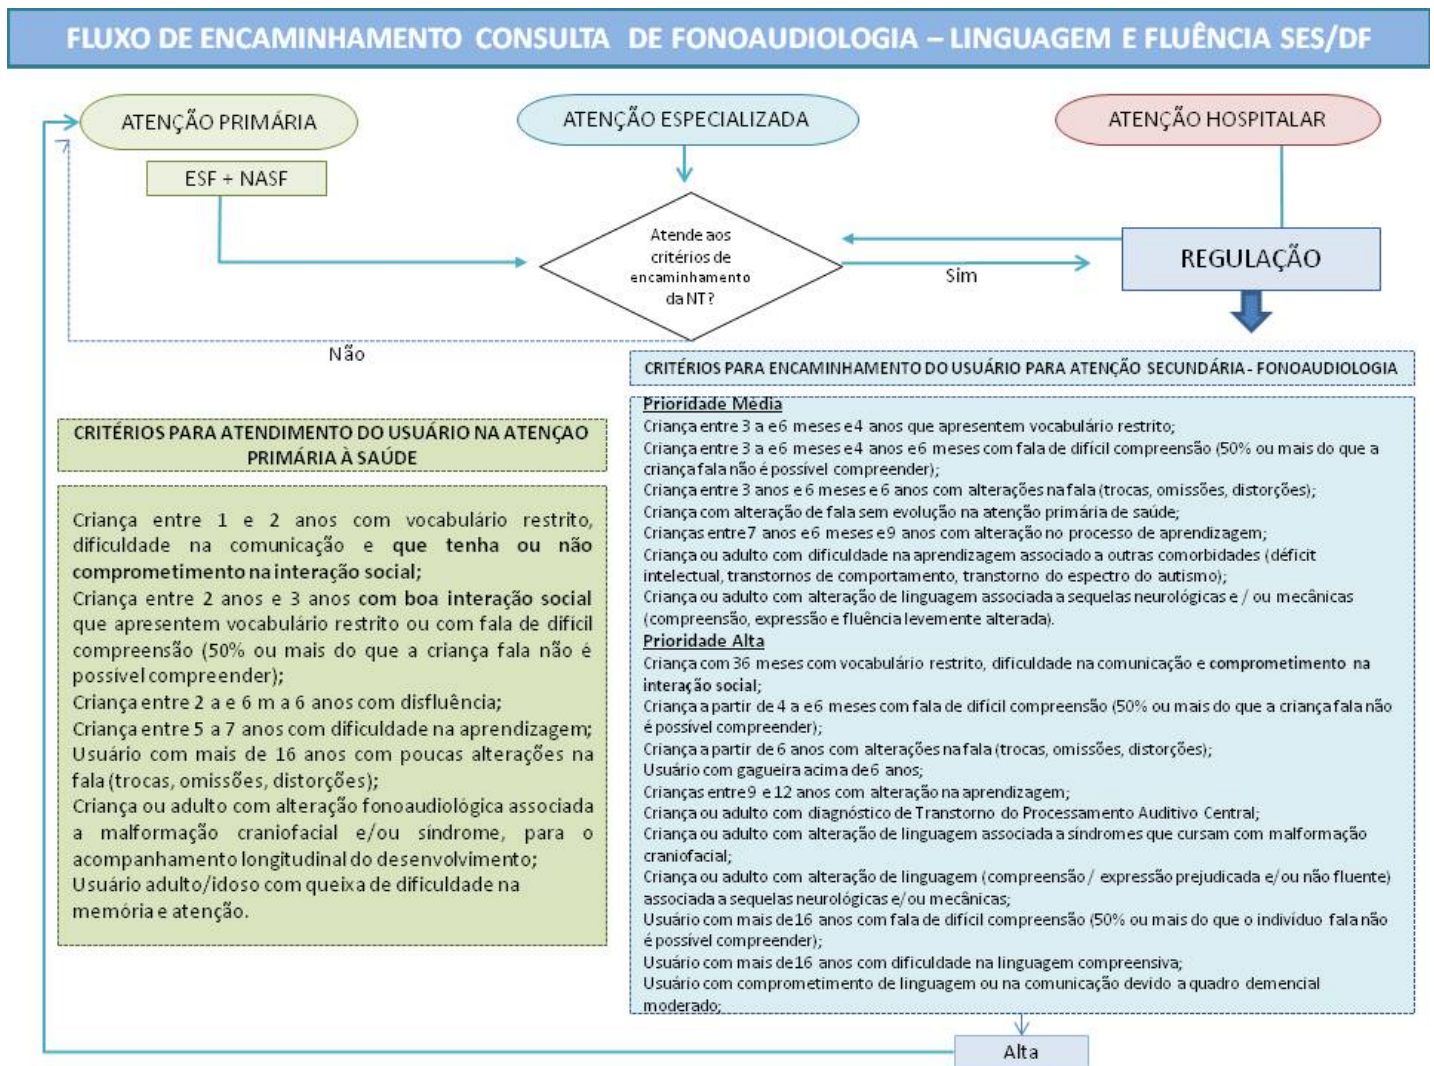 FLUXO DE ENCAMINHAMENTO CONSULTA DE FONOAUDIOLOGIA – LINGUAGEM E FLUÊNCIA SES/DF
ATENÇÃO PRIMÁRIA
ATENÇÃO ESPECIALIZADA
ATENÇÃO HOSPITALAR
ESF + NASF
Atende aos
critérios de
encaminhamento
da NT?
Sim
REGULAÇÃO
Não
CRITÉRIOS PARA ATENDIMENTO DO USUÁRIO NA ATENÇAO
PRIMÁRIA À SAÚDE
Criança entre 1 e 2 anos com vocabulário restrito,
dificuldade na comunicação e que tenha ou não
comprometimento na interação social;
Criança entre 2 anos e 3 anos com boa interação social
que apresentem vocabulário restrito ou com fala de difícil
compreensão (50% ou mais do que a criança fala não é
possível compreender);
Criança entre 2 a e 6 m a 6 anos com disfluência;
Criança entre 5 a 7 anos com dificuldade na aprendizagem;
Usuário com mais de 16 anos com poucas alterações na
fala (trocas, omissões, distorções);
Criança ou adulto com alteração fonoaudiológica associada
a malformação craniofacial e/ou síndrome, para o
acompanhamento longitudinal do desenvolvimento;
Usuário adulto/idoso com queixa de dificuldade na
memória e atenção.
CRITÉRIOS PARA ENCAMINHAMENTO DO USUÁRIO PARA ATENÇÃO SECUNDÁRIA - FONOAUDIOLOGIA
Prioridade Média
Criança entre 3 a e 6 meses e 4 anos que apresentem vocabulário restrito;
Criança entre 3 a e 6 meses e 4 anos e 6 meses com fala de difícil compreensão (50% ou mais do que a
criança fala não é possível compreender);
Criança entre 3 anos e 6 meses e 6 anos com alterações na fala (trocas, omissões, distorções);
Criança com alteração de fala sem evolução na atenção primária de saúde;
Crianças entre 7 anos e 6 meses e 9 anos com alteração no processo de aprendizagem;
Criança ou adulto com dificuldade na aprendizagem associado a outras comorbidades (déficit
intelectual, transtornos de comportamento, transtorno do espectro do autismo);
Criança ou adulto com alteração de linguagem associada a sequelas neurológicas e / ou mecânicas
(compreensão, expressão e fluência levemente alterada).
Prioridade Alta
Criança com 36 meses com vocabulário restrito, dificuldade na comunicação e comprometimento na
interação social;
Criança a partir de 4 a e 6 meses com fala de difícil compreensão (50% ou mais do que a criança fala não
é possível compreender);
Criança a partir de 6 anos com alterações na fala (trocas, omissões, distorções);
Usuário com gagueira acima de 6 anos;
Crianças entre 9 e 12 anos com alteração na aprendizagem;
Criança ou adulto com diagnóstico de Transtorno do Processamento Auditivo Central;
Criança ou adulto com alteração de linguagem associada a síndromes que cursam com malformação
craniofacial;
Criança ou adulto com alteração de linguagem (compreensão / expressão prejudicada e/ou não fluente)
associada a sequelas neurológicas e/ou mecânicas;
Usuário com mais de 16 anos com fala de difícil compreensão (50% ou mais do que o indivíduo fala não
é possível compreender);
Usuário com mais de 16 anos com dificuldade na linguagem compreensiva;
Usuário com comprometimento de linguagem ou na comunicação devido a quadro demencial
moderado;
Alta